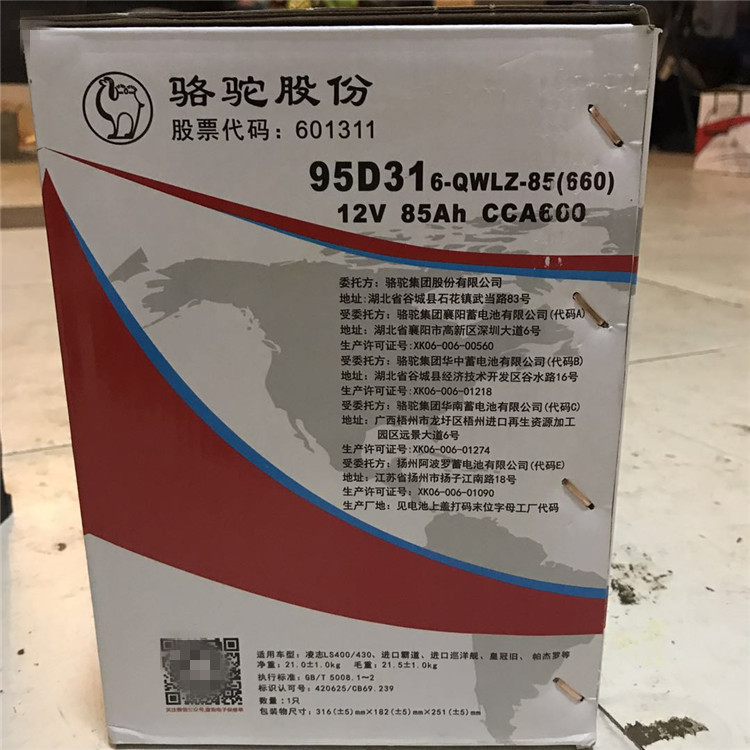 骆驼股份
股票代码：601311
95D31 6-QWLZ-85(660)
12V 85Ah CCA660
委托方：骆驼集团股份有限公司
地址:湖北省谷城县石花镇武当路83号
受委托方：骆驼集团襄阳蓄电池有限公司(代码A)
地址：湖北省襄阳市高新区深圳大道6号
生产许可证号:XK06-006-00560
受委托方：骆驼集团华中蓄电池有限公司(代码B)
地址：湖北省谷城县经济技术开发区谷水路16号
生产许可证号：XK06-006-01218
受委托方：骆驼集团华南蓄电池有限公司(代码C)
地址：广西梧州市龙圩区梧州进口再生资源加工
园区远景大道6号
生产许可证号：XK06-006-01274
受委托方：扬州阿波罗蓄电池有限公司(代码E)
地址：江苏省扬州市扬子江南路18号
生产许可证号：XK06-006-01090
生产厂地：见电池上盖打码末位字母工厂代码
适用车型：凌志LS400/430、进口霸道、进口巡洋舰、皇冠旧、帕杰罗等
净重：21.0±1.0kg 毛重：21.5±1.0kg
执行标准：GB/T 5008.1~2
标识认可号：420625/CB69.239
数量：1只
包装物尺寸：316(±5)mm×182(±5)mm×251(±5)mm